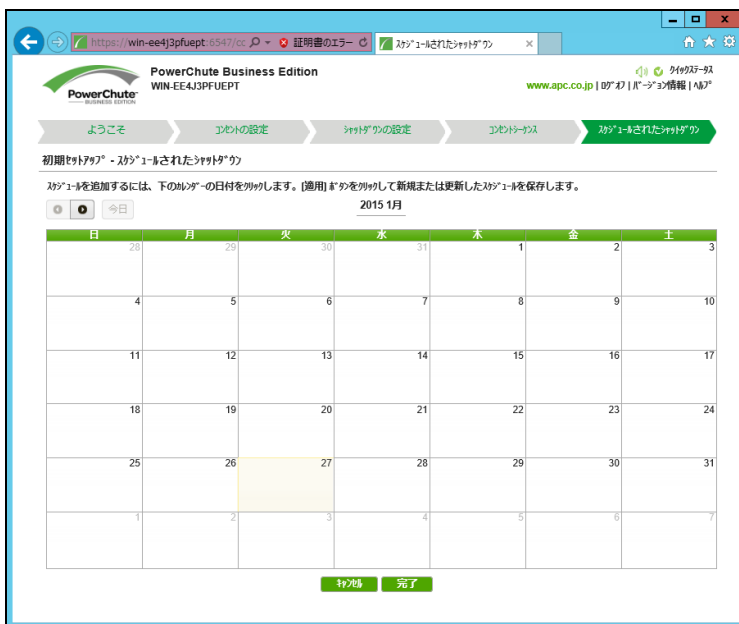 https://win-ee4j3pfuept:6547/cc 証明書のエラー ｽｹｼﾞｭｰﾙされたｼｬｯﾄﾀﾞｳﾝ
PowerChute
BUSINESS EDITION
PowerChute Business Edition
WIN-EE4J3PFUEPT
ｸｲｯｸｽﾃｰﾀｽ
www.apc.co.jp | ﾛｸﾞｵﾌ | ﾊﾞｰｼﾞｮﾝ情報 | ﾍﾙﾌﾟ
ようこそ ｺﾝｾﾝﾄの設定 ｼｬｯﾄﾀﾞｳﾝの設定 ｺﾝｾﾝﾄｼｰｹﾝｽ ｽｹｼﾞｭｰﾙされたｼｬｯﾄﾀﾞｳﾝ
初期ｾｯﾄｱｯﾌﾟ - ｽｹｼﾞｭｰﾙされたｼｬｯﾄﾀﾞｳﾝ
ｽｹｼﾞｭｰﾙを追加するには、下のｶﾚﾝﾀﾞｰの日付をｸﾘｯｸします。[適用] ﾎﾞﾀﾝをｸﾘｯｸして新規または更新したｽｹｼﾞｭｰﾙを保存します。
今日 2015 1月
日 月 火 水 木 金 土
28 29 30 31 1 2 3
4 5 6 7 8 9 10
11 12 13 14 15 16 17
18 19 20 21 22 23 24
25 26 27 28 29 30 31
1 2 3 4 5 6 7
ｷｬﾝｾﾙ 完了